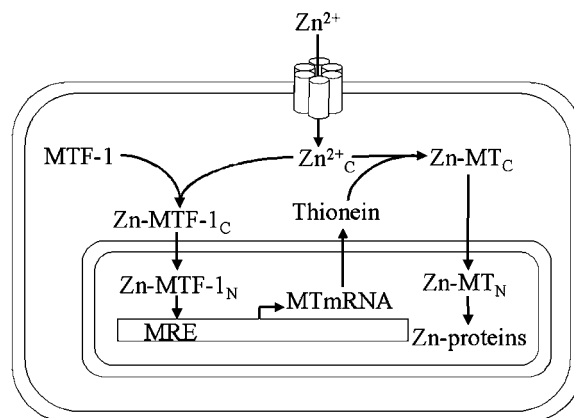 Zn²⁺
MTF-1
Zn²⁺C
Zn-MTC
Thionein
Zn-MTF-1C
Zn-MTF-1N
MTmRNA
Zn-MTN
MRE
Zn-proteins